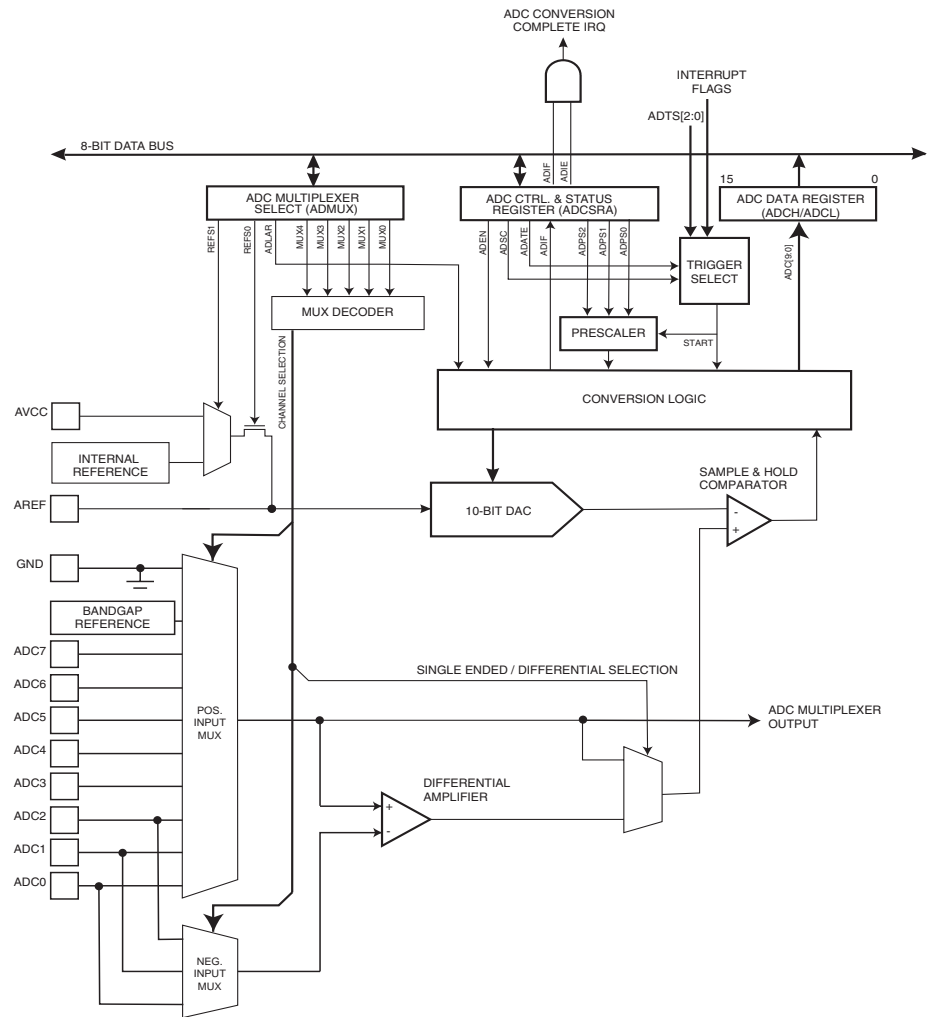 ADC CONVERSION
COMPLETE IRQ
INTERRUPT
FLAGS
ADTS[2:0]
8-BIT DATA BUS
ADIF
ADIE
15
0
ADC MULTIPLEXER
SELECT (ADMUX)
ADC CTRL. & STATUS
REGISTER (ADCSRA)
ADC DATA REGISTER
(ADCH/ADCL)
REFS1
REFS0
ADLAR
MUX4
MUX3
MUX2
MUX1
MUX0
ADEN
ADSC
ADATE
ADIF
ADPS2
ADPS1
ADPS0
ADC[9:0]
TRIGGER
SELECT
MUX DECODER
PRESCALER
START
CHANNEL SELECTION
CONVERSION LOGIC
AVCC
INTERNAL
REFERENCE
SAMPLE & HOLD
COMPARATOR
AREF
10-BIT DAC
-
+
GND
BANDGAP
REFERENCE
ADC7
SINGLE ENDED / DIFFERENTIAL SELECTION
ADC6
ADC5
POS.
INPUT
MUX
ADC MULTIPLEXER
OUTPUT
ADC4
ADC3
DIFFERENTIAL
AMPLIFIER
+
-
ADC2
ADC1
ADC0
NEG.
INPUT
MUX